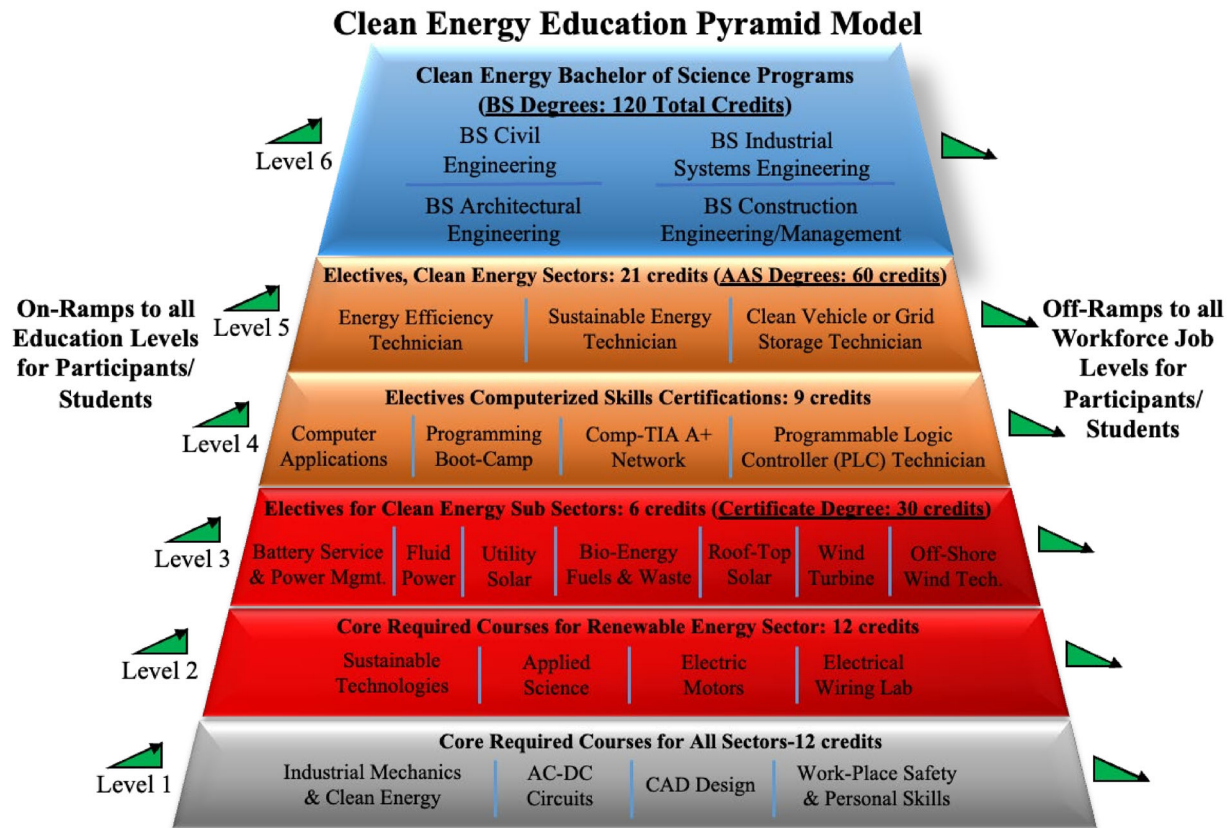 Clean Energy Education Pyramid Model
Clean Energy Bachelor of Science Programs
(BS Degrees: 120 Total Credits)
BS Civil
Engineering
BS Industrial
Systems Engineering
BS Architectural
Engineering
BS Construction
Engineering/Management
Level 6
Electives, Clean Energy Sectors: 21 credits (AAS Degrees: 60 credits)
Energy Efficiency
Technician
Sustainable Energy
Technician
Clean Vehicle or Grid
Storage Technician
Level 5
On-Ramps to all
Education Levels
for Participants/
Students
Off-Ramps to all
Workforce Job
Levels for
Participants/
Students
Electives Computerized Skills Certifications: 9 credits
Computer
Applications
Programming
Boot-Camp
Comp-TIA A+
Network
Programmable Logic
Controller (PLC) Technician
Level 4
Electives for Clean Energy Sub Sectors: 6 credits (Certificate Degree: 30 credits)
Battery Service
& Power Mgmt.
Fluid
Power
Utility
Solar
Bio-Energy
Fuels & Waste
Roof-Top
Solar
Wind
Turbine
Off-Shore
Wind Tech.
Level 3
Core Required Courses for Renewable Energy Sector: 12 credits
Sustainable
Technologies
Applied
Science
Electric
Motors
Electrical
Wiring Lab
Level 2
Core Required Courses for All Sectors-12 credits
Industrial Mechanics
& Clean Energy
AC-DC
Circuits
CAD Design
Work-Place Safety
& Personal Skills
Level 1